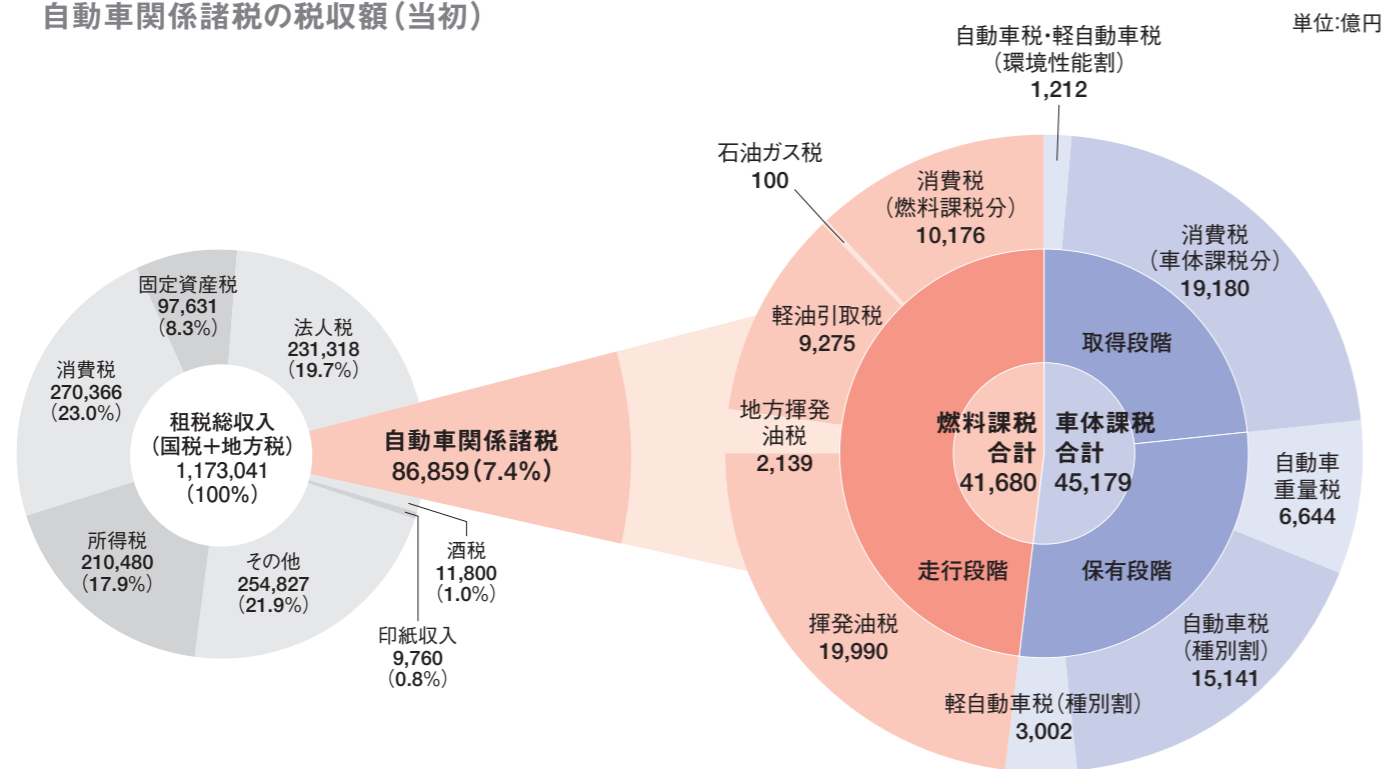 自動車関係諸税の税収額（当初）
単位:億円
固定資産税
97,631
（8.3%）
法人税
231,318
（19.7%）
消費税
270,366
（23.0%）
租税総収入
（国税＋地方税）
1,173,041
（100%）
所得税
210,480
（17.9%）
その他
254,827
（21.9%）
酒税
11,800
（1.0%）
印紙収入
9,760
（0.8%）
自動車関係諸税
86,859（7.4%）
自動車税・軽自動車税
（環境性能割）
1,212
石油ガス税
100
消費税
（燃料課税分）
10,176
消費税
（車体課税分）
19,180
軽油引取税
9,275
取得段階
地方揮発
油税
2,139
燃料課税
合計
41,680
車体課税
合計
45,179
自動車
重量税
6,644
走行段階
保有段階
揮発油税
19,990
自動車税
（種別割）
15,141
軽自動車税（種別割）
3,002